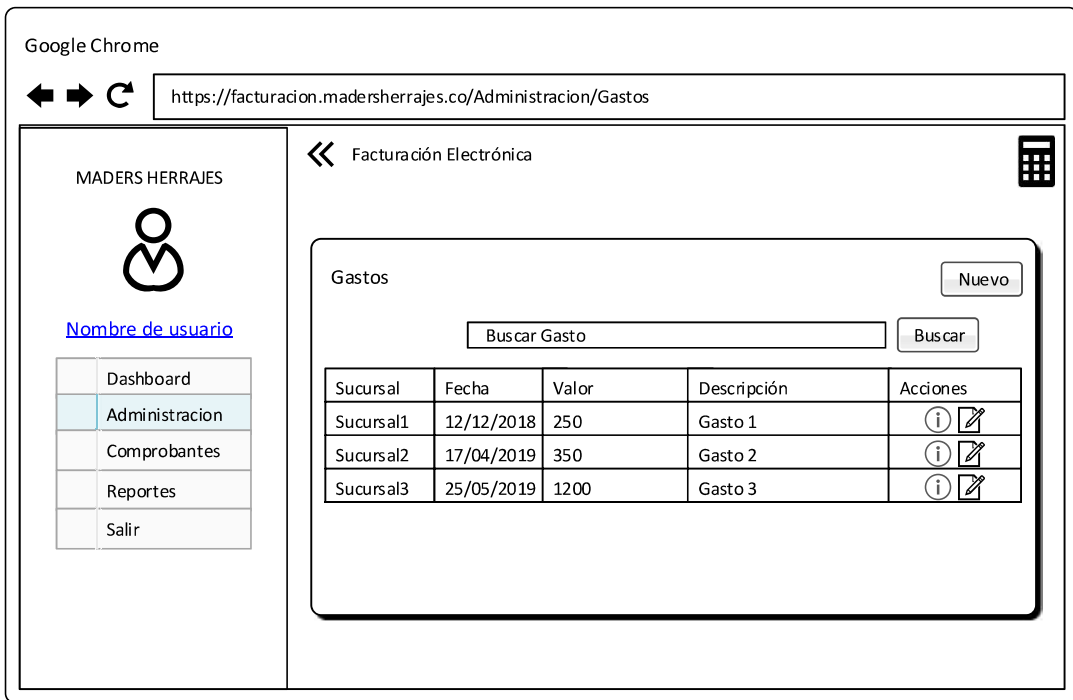 Google Chrome
https://facturacion.madersherrajes.co/Administracion/Gastos
MADERS HERRAJES
Nombre de usuario
Dashboard
Administracion
Comprobantes
Reportes
Salir
Facturación Electrónica
Gastos
Nuevo
Buscar Gasto
Buscar
Sucursal Fecha Valor Descripción Acciones
Sucursal1 12/12/2018 250 Gasto 1
Sucursal2 17/04/2019 350 Gasto 2
Sucursal3 25/05/2019 1200 Gasto 3